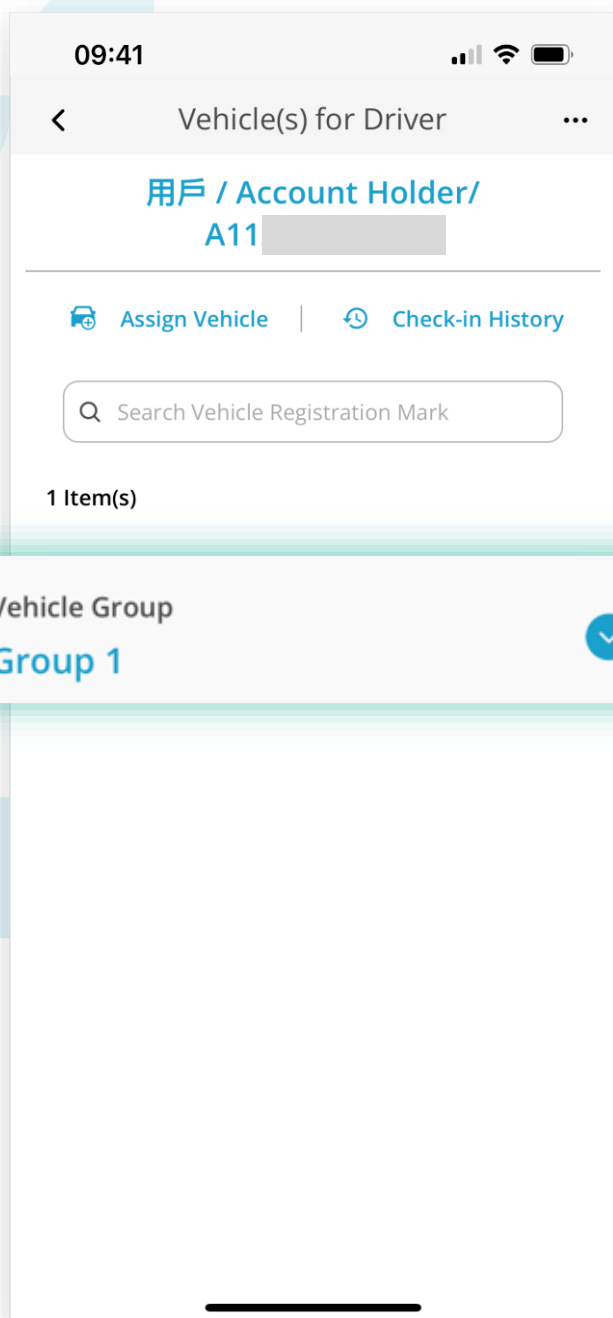 09:41
Vehicle(s) for Driver
用戶 / Account Holder/
A11
Assign Vehicle
Check-in History
Search Vehicle Registration Mark
1 Item(s)
Vehicle Group
Group 1